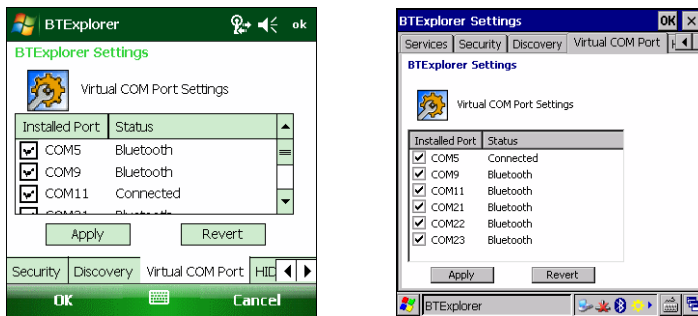 BTExplorer ok
BTExplorer Settings
Virtual COM Port Settings
Installed Port Status
COM5 Bluetooth
COM9 Bluetooth
COM11 Connected
Apply Revert
Security Discovery Virtual COM Port HID
OK Cancel
BTExplorer Settings OK
Services Security Discovery Virtual COM Port
BTExplorer Settings
Virtual COM Port Settings
Installed Port Status
COM5 Connected
COM9 Bluetooth
COM11 Bluetooth
COM21 Bluetooth
COM22 Bluetooth
COM23 Bluetooth
Apply Revert
BTExplorer